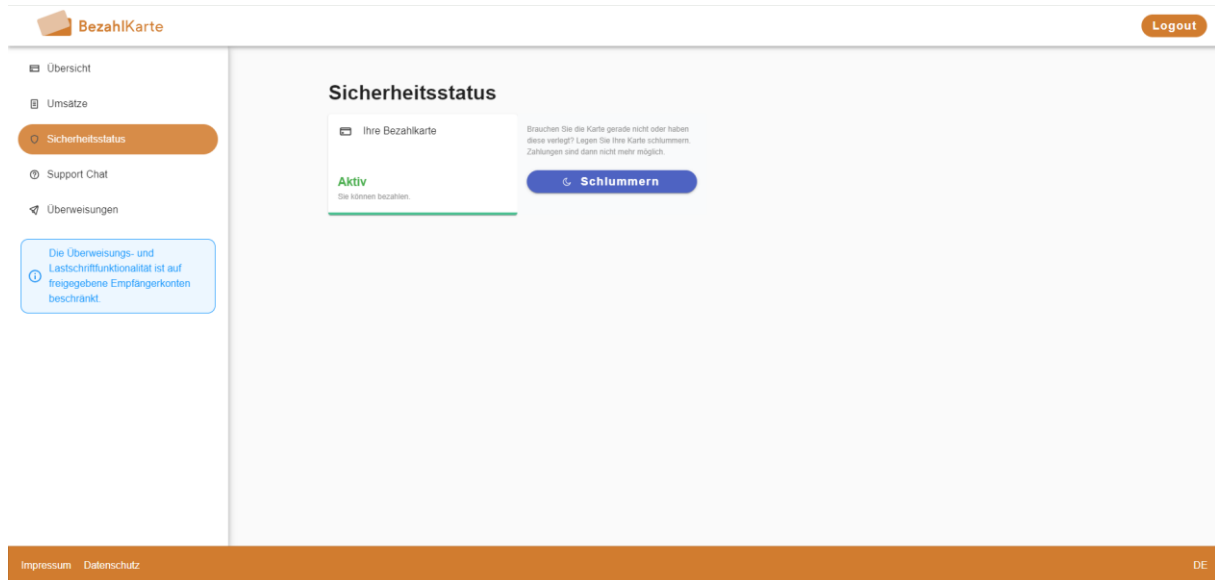 BezahlKarte
Logout
Übersicht
Umsätze
Sicherheitsstatus
Support Chat
Überweisungen
Die Überweisungs- und
Lastschriftfunktionalität ist auf
freigegebene Empfängerkonten
beschränkt.
Sicherheitsstatus
Ihre Bezahlkarte
Aktiv
Sie können bezahlen.
Brauchen Sie die Karte gerade nicht oder haben
diese verlegt? Legen Sie Ihre Karte schlummern.
Zahlungen sind dann nicht mehr möglich.
Schlummern
Impressum Datenschutz
DE